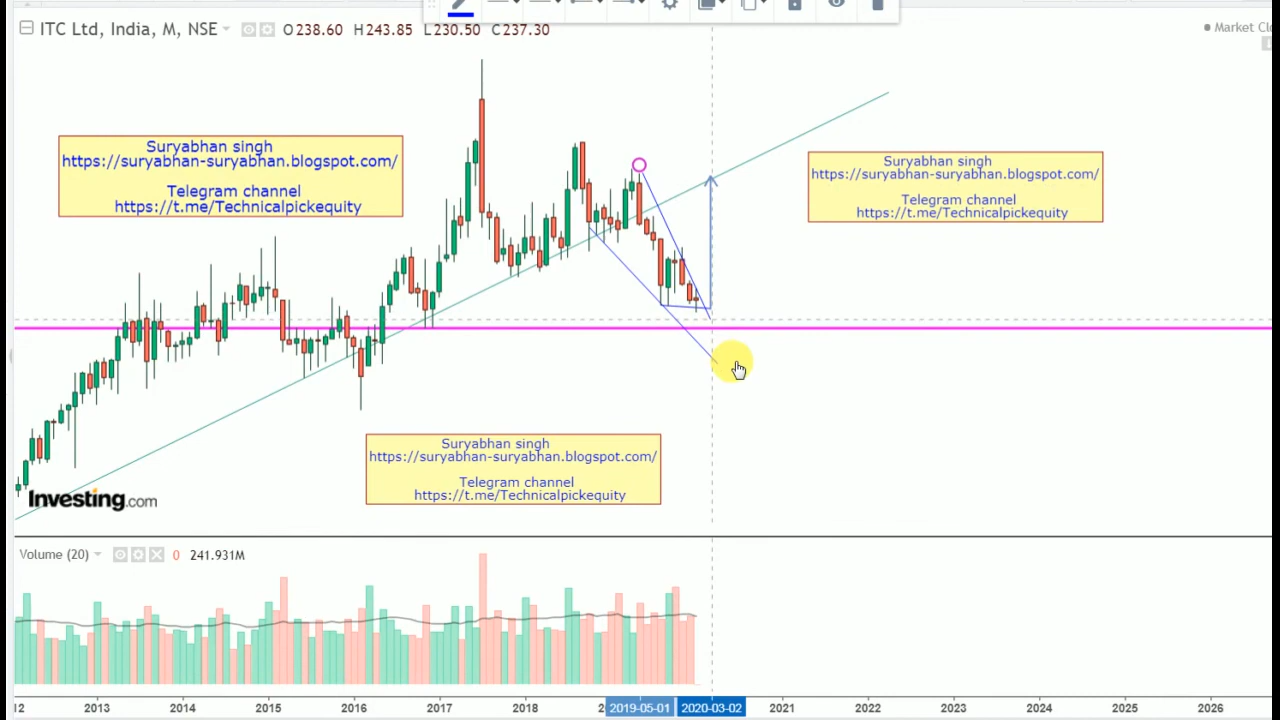 ITC Ltd, India, M, NSE O238.60 H243.85 L230.50 C237.30
Market
Suryabhan singh
https://suryabhan-suryabhan.blogspot.com/
Telegram channel
https://t.me/Technicalpickequity
Suryabhan singh
https://suryabhan-suryabhan.blogspot.com/
Telegram channel
https://t.me/Technicalpickequity
Suryabhan singh
https://suryabhan-suryabhan.blogspot.com/
Telegram channel
https://t.me/Technicalpickequity
Investing.com
Volume (20) 0 241.931M
12 2013 2014 2015 2016 2017 2018 2019-05-01 2020-03-02 2021 2022 2023 2024 2025 2026